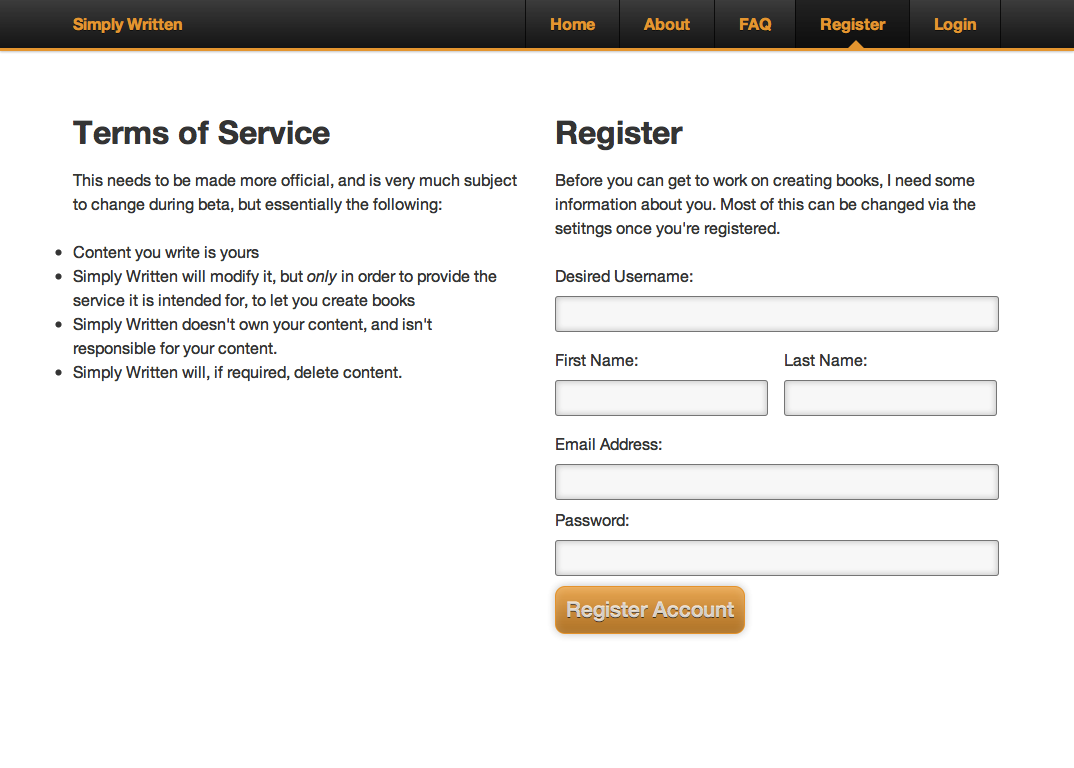 Simply Written
Home
About
FAQ
Register
Login
Terms of Service
This needs to be made more official, and is very much subject
to change during beta, but essentially the following:
Content you write is yours
Simply Written will modify it, but only in order to provide the
service it is intended for, to let you create books
Simply Written doesn't own your content, and isn't
responsible for your content.
Simply Written will, if required, delete content.
Register
Before you can get to work on creating books, I need some
information about you. Most of this can be changed via the
setitngs once you're registered.
Desired Username:
First Name:
Last Name:
Email Address:
Password:
Register Account